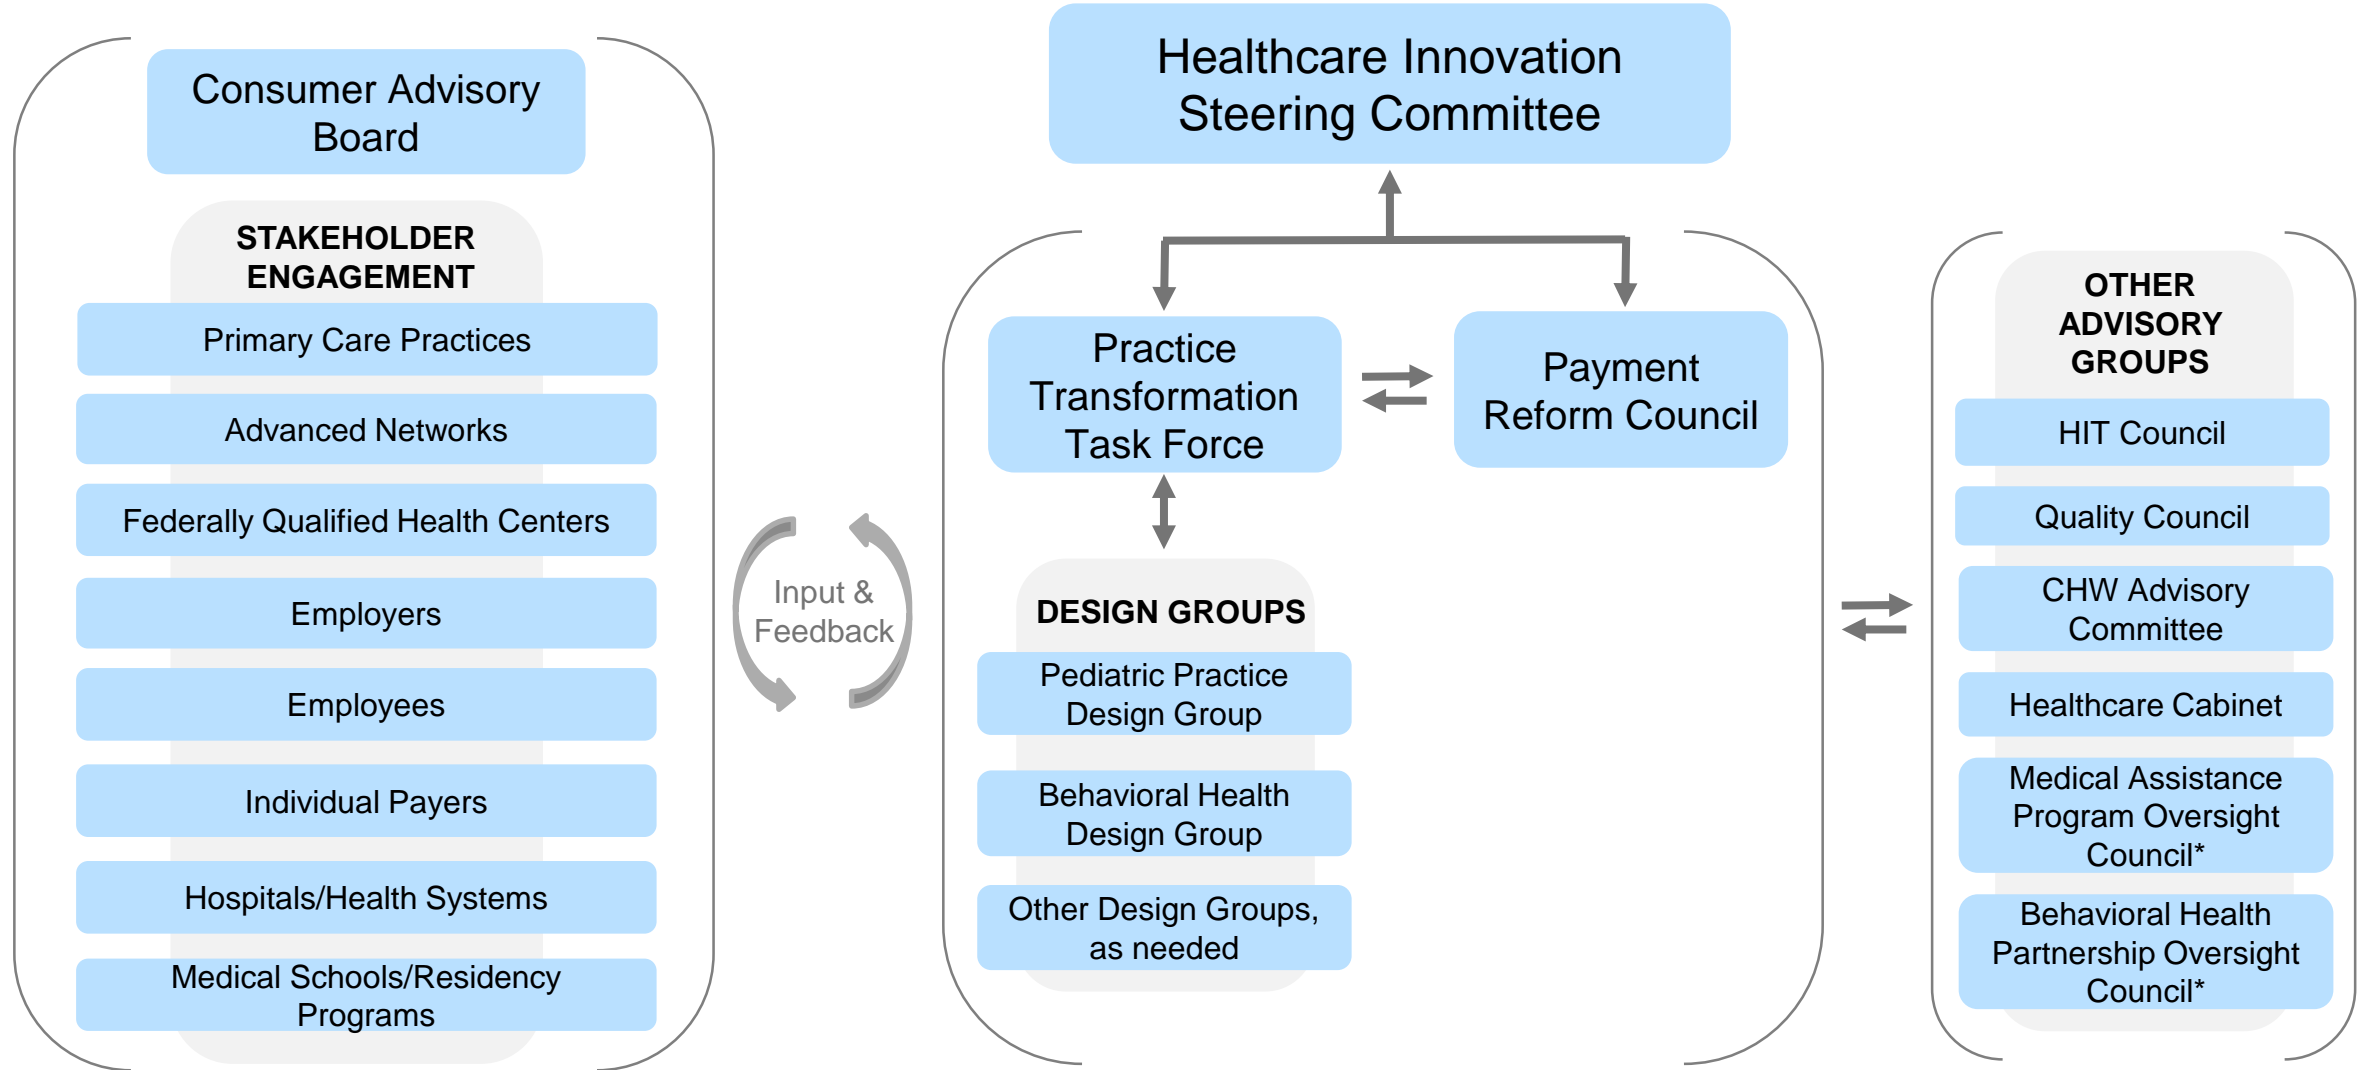 Consumer Advisory
Board
STAKEHOLDER
ENGAGEMENT
Primary Care Practices
Advanced Networks
Federally Qualified Health Centers
Employers
Employees
Individual Payers
Hospitals/Health Systems
Medical Schools/Residency
Programs
Input &
Feedback
Healthcare Innovation
Steering Committee
Practice
Transformation
Task Force
Payment
Reform Council
DESIGN GROUPS
Pediatric Practice
Design Group
Behavioral Health
Design Group
Other Design Groups,
as needed
OTHER
ADVISORY
GROUPS
HIT Council
Quality Council
CHW Advisory
Committee
Healthcare Cabinet
Medical Assistance
Program Oversight
Council*
Behavioral Health
Partnership Oversight
Council*